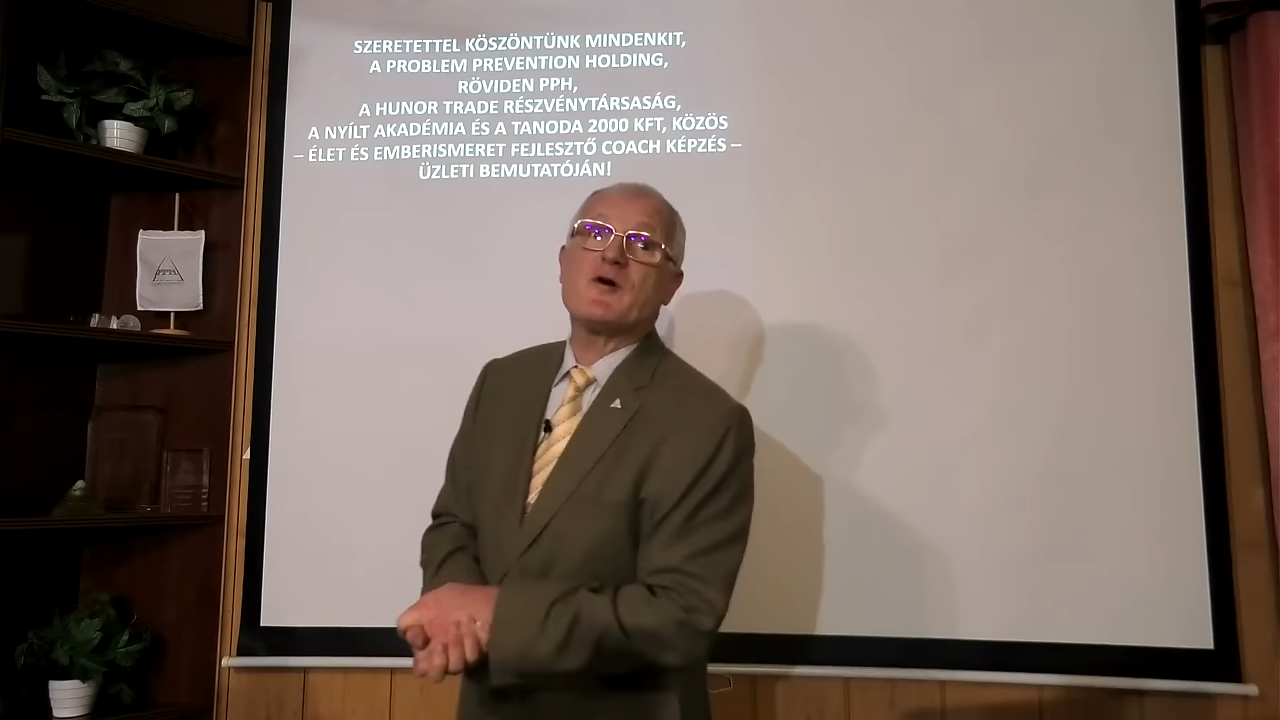 SZERETETTEL KÖSZÖNTÜNK MINDENKIT,
A PROBLEM PREVENTION HOLDING,
RÖVIDEN PPH,
A HUNOR TRADE RÉSZVÉNYTÁRSASÁG,
A NYÍLT AKADÉMIA ÉS A TANODA 2000 KFT, KÖZÖS
– ÉLET ÉS EMBERISMERET FEJLESZTŐ COACH KÉPZÉS –
ÜZLETI BEMUTATÓJÁN!
PPH